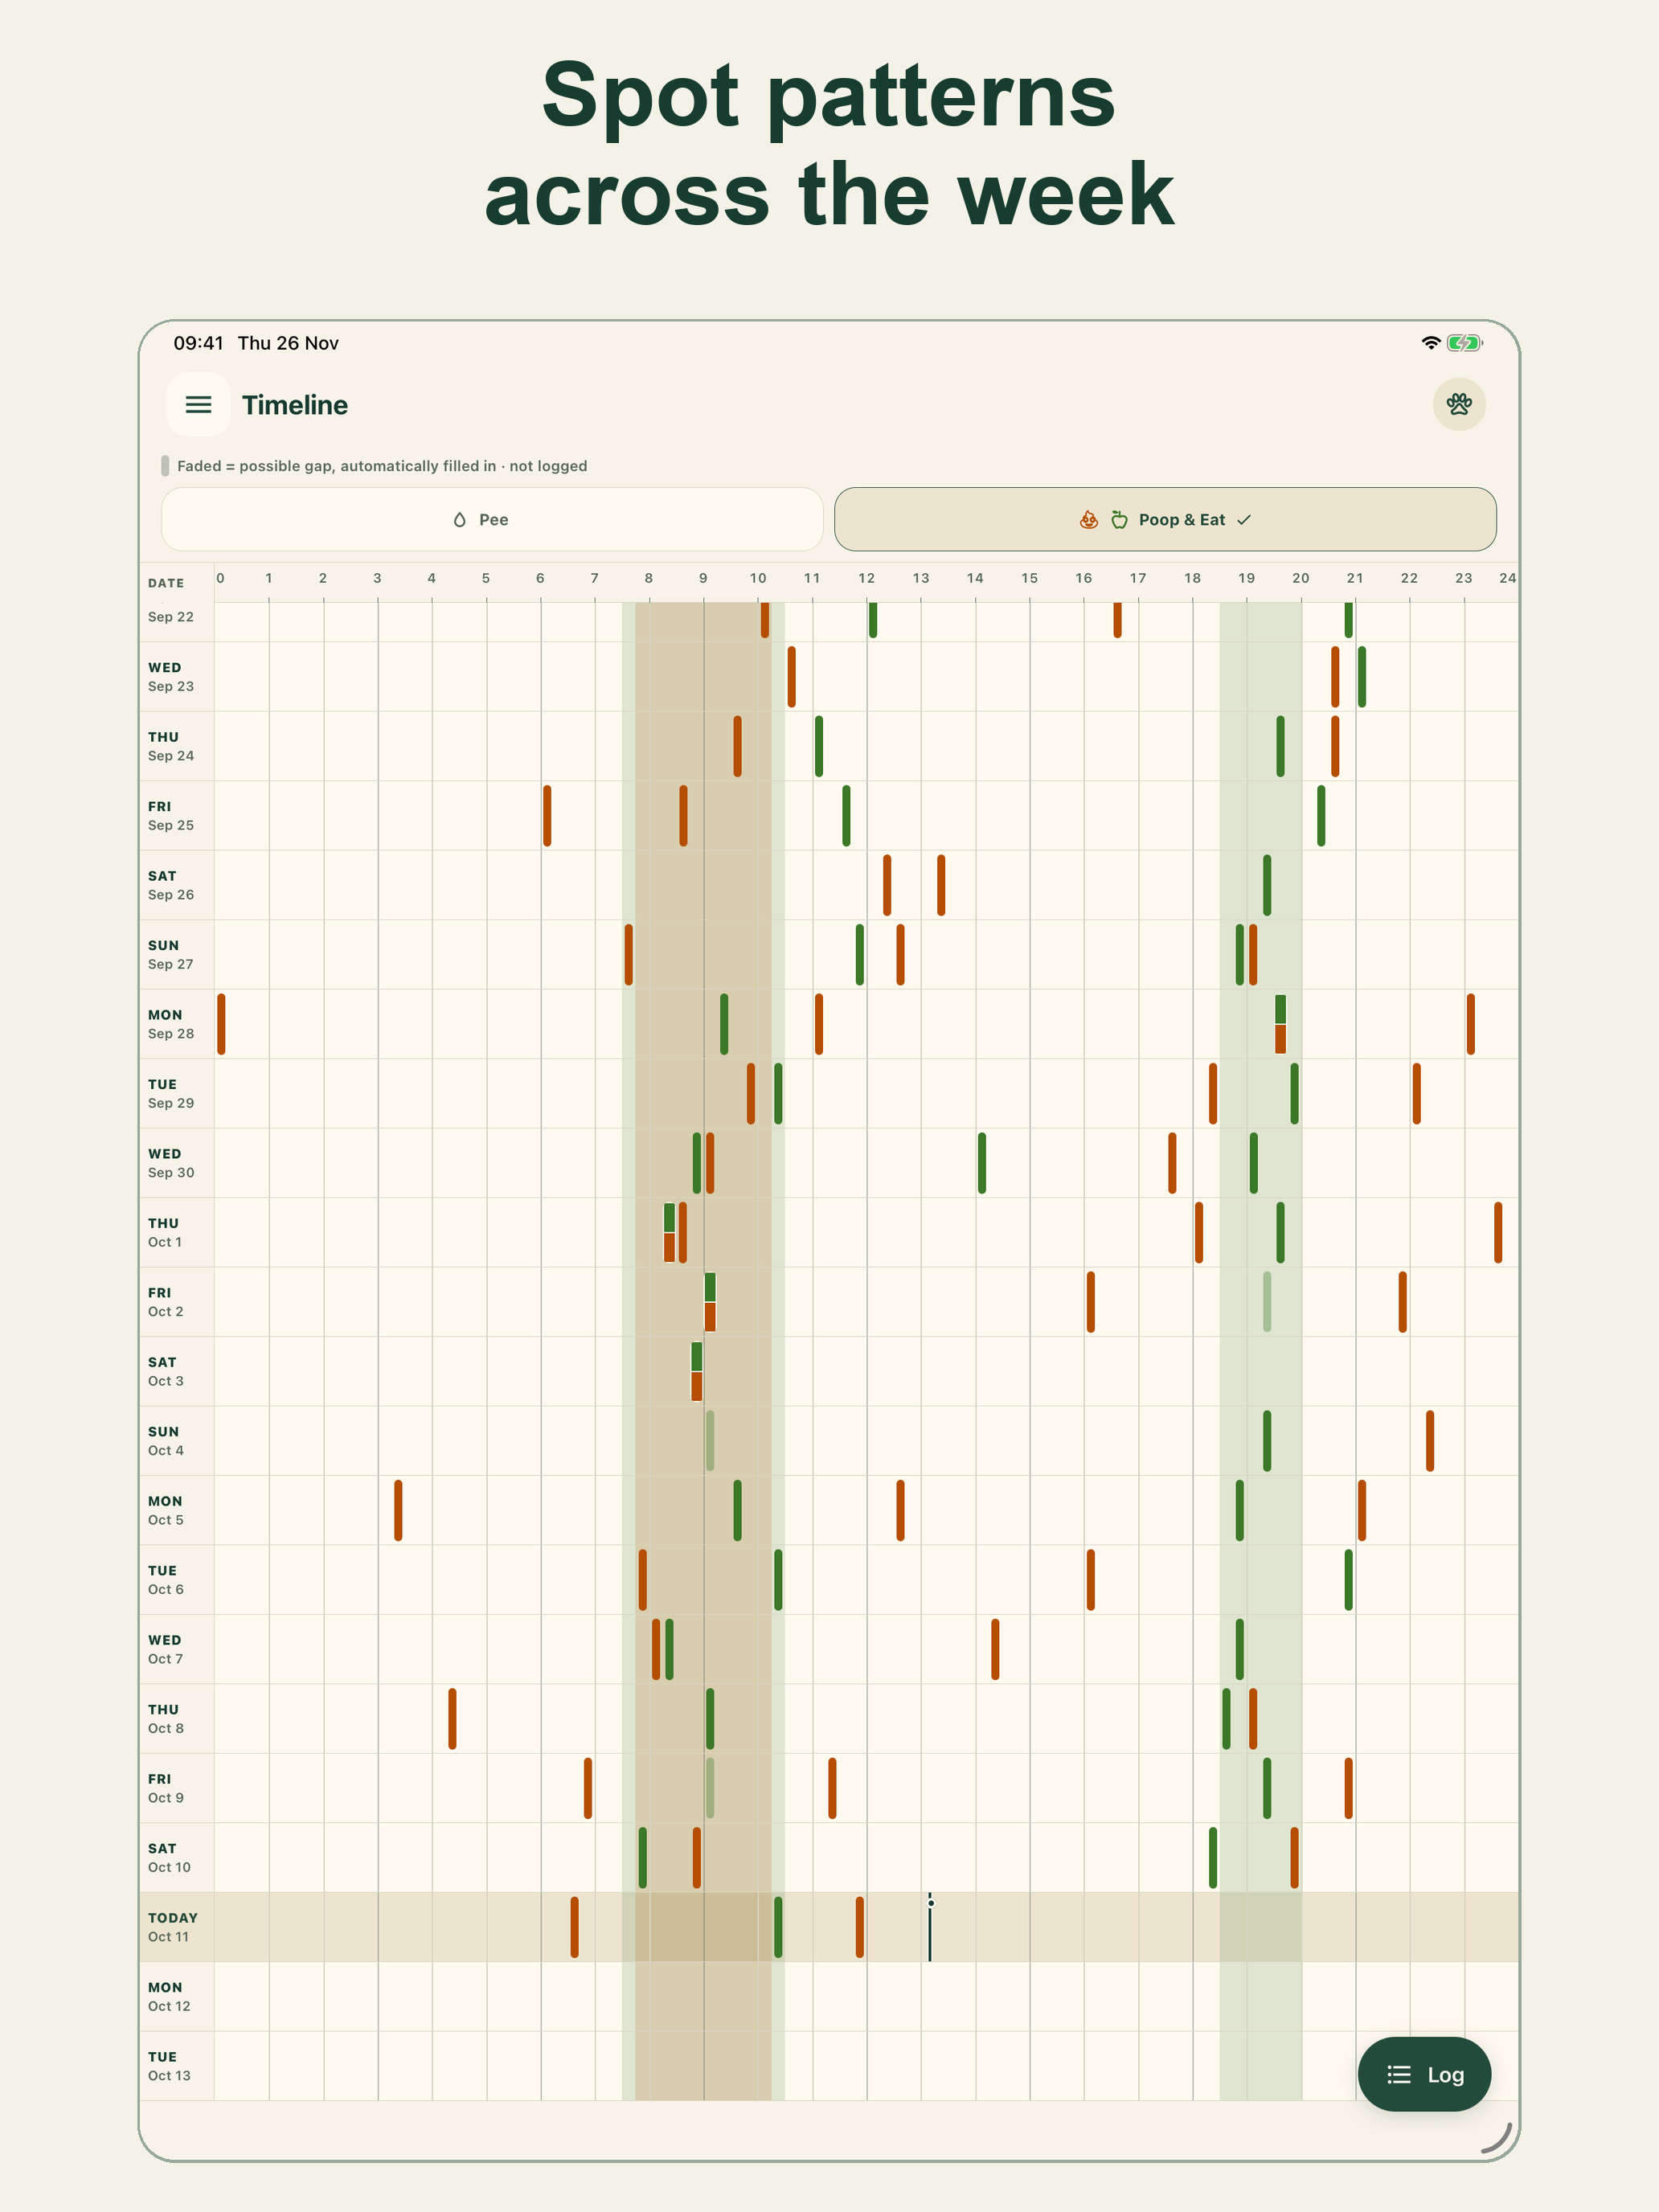 Spot patterns
across the week
09:41 Thu 26 Nov
Timeline
Faded = possible gap, automatically filled in · not logged
Pee
Poop & Eat
DATE 0 1 2 3 4 5 6 7 8 9 10 11 12 13 14 15 16 17 18 19 20 21 22 23 24
Sep 22
WED
Sep 23
THU
Sep 24
FRI
Sep 25
SAT
Sep 26
SUN
Sep 27
MON
Sep 28
TUE
Sep 29
WED
Sep 30
THU
Oct 1
FRI
Oct 2
SAT
Oct 3
SUN
Oct 4
MON
Oct 5
TUE
Oct 6
WED
Oct 7
THU
Oct 8
FRI
Oct 9
SAT
Oct 10
TODAY
Oct 11
MON
Oct 12
TUE
Oct 13
Log